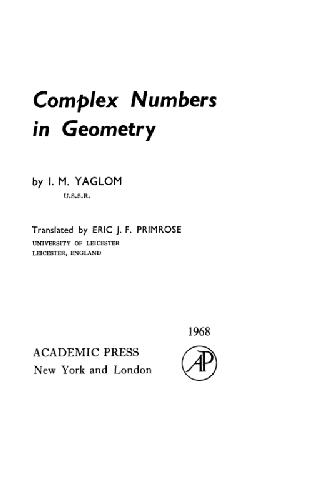 Complex Numbers
in Geometry
by I. M. YAGLOM
U.S.S.R.
Translated by ERIC J. F. PRIMROSE
UNIVERSITY OF LEICESTER
LEICESTER, ENGLAND
1968
ACADEMIC PRESS
New York and London
AP